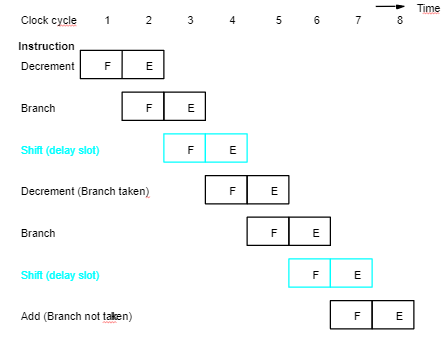 Time
Clock cycle 1 2 3 4 5 6 7 8
Instruction
Decrement F E
Branch F E
Shift (delay slot) F E
Decrement (Branch taken) F E
Branch F E
Shift (delay slot) F E
Add (Branch not taken) F E